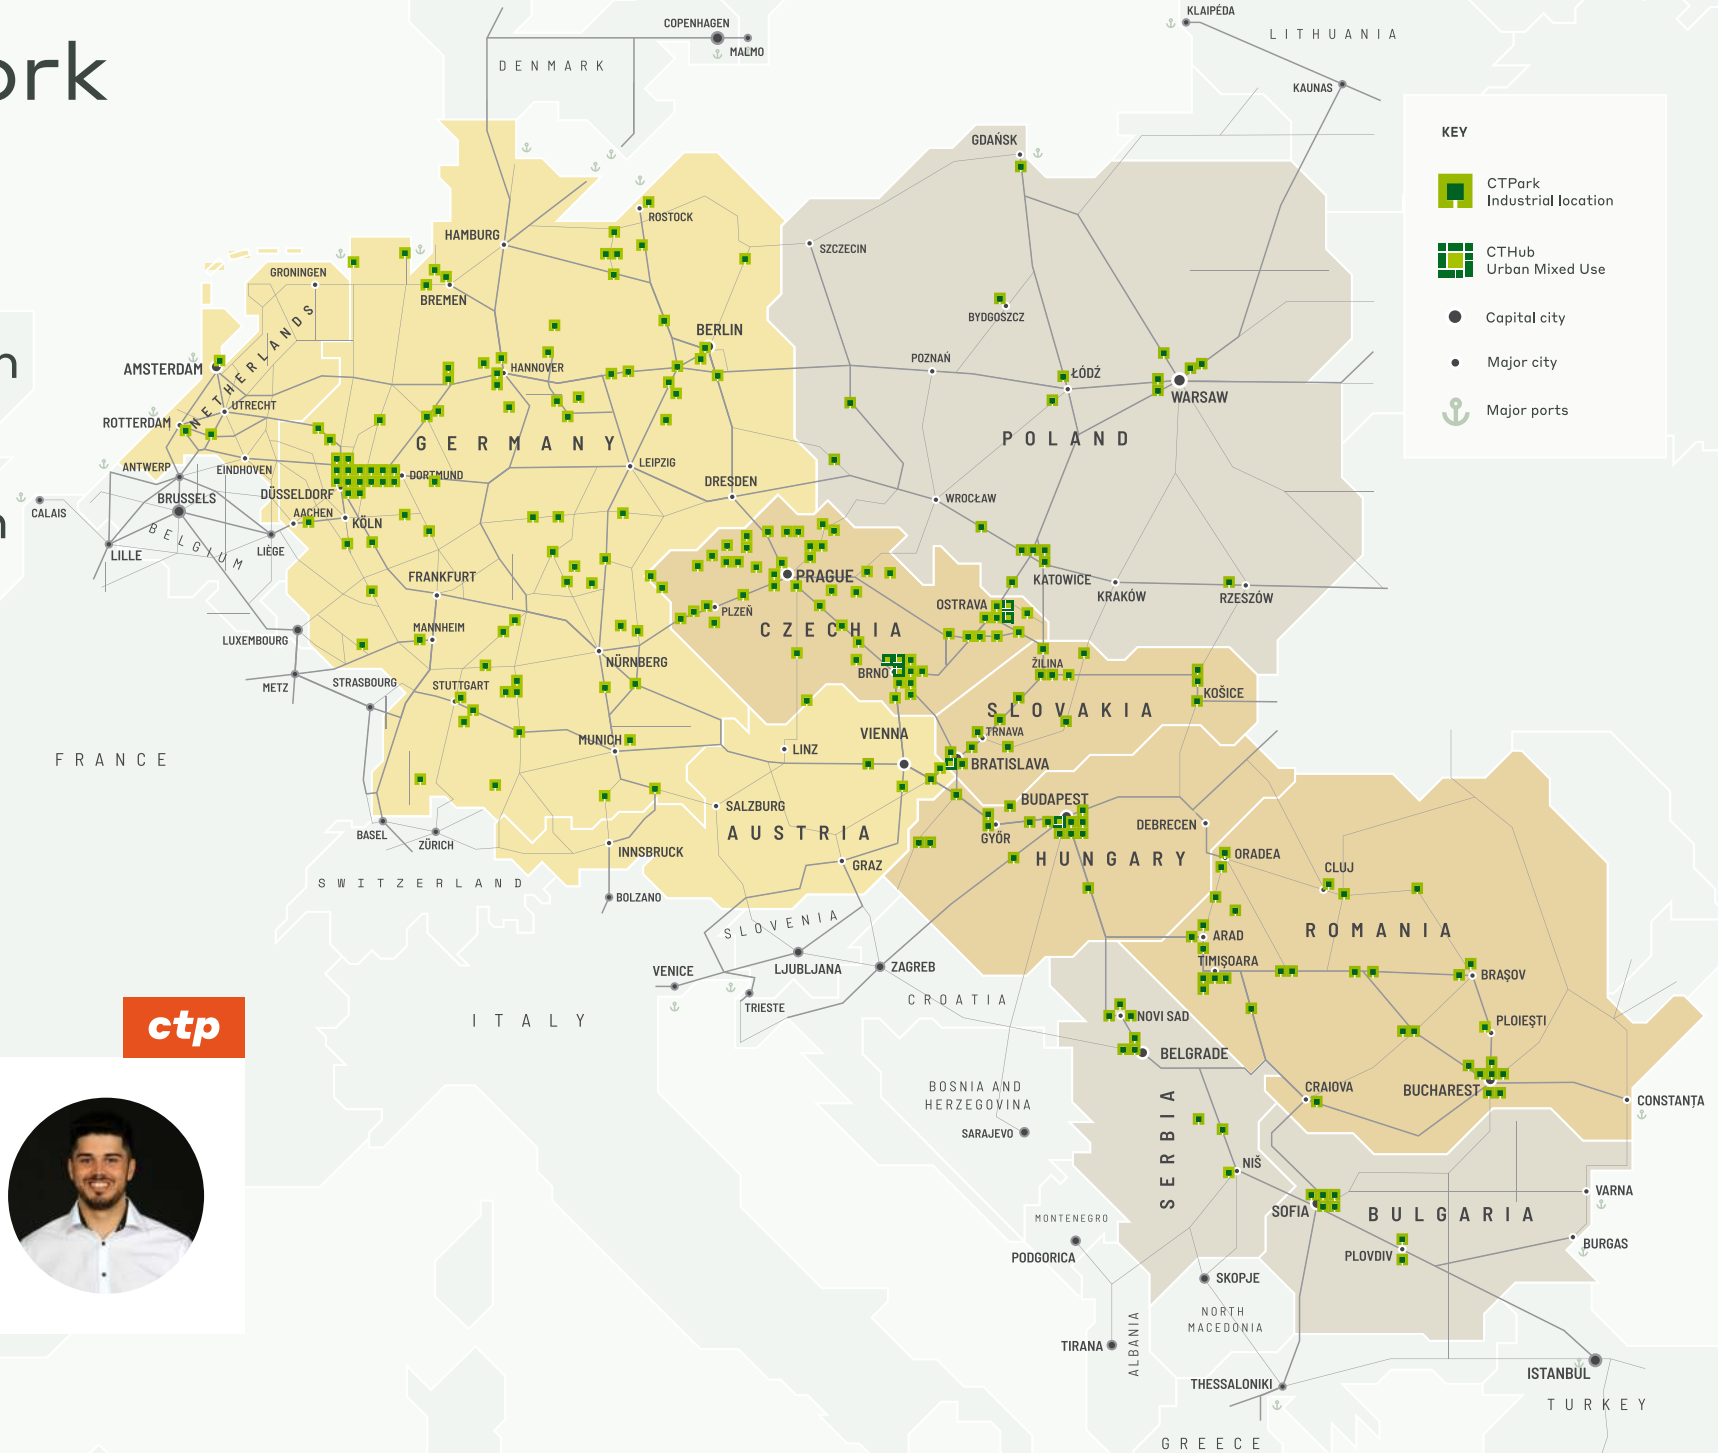 ork
n
n
KEY
CTPark
Industrial location
CTHub
Urban Mixed Use
Capital city
Major city
Major ports
COPENHAGEN
MALMO
DENMARK
KLAIPĖDA
LITHUANIA
KAUNAS
GDAŃSK
ROSTOCK
HAMBURG
SZCZECIN
GRONINGEN
BREMEN
BYDGOSZCZ
BERLIN
NETHERLANDS
AMSTERDAM
HANNOVER
POZNAŃ
ŁÓDŹ
WARSAW
UTRECHT
ROTTERDAM
GERMANY
POLAND
ANTWERP
EINDHOVEN
DORTMUND
LEIPZIG
DRESDEN
BRUSSELS
DÜSSELDORF
WROCŁAW
CALAIS
AACHEN
KÖLN
BELGIUM
LILLE
LIÈGE
FRANKFURT
PRAGUE
KATOWICE
KRAKÓW
RZESZÓW
OSTRAVA
PLZEŇ
MANNHEIM
CZECHIA
LUXEMBOURG
NÜRNBERG
BRNO
ŽILINA
METZ
STRASBOURG
STUTTGART
KOŠICE
SLOVAKIA
VIENNA
TRNAVA
MUNICH
LINZ
FRANCE
BRATISLAVA
BUDAPEST
SALZBURG
AUSTRIA
BASEL
ZÜRICH
GYŐR
DEBRECEN
INNSBRUCK
HUNGARY
ORADEA
GRAZ
CLUJ
SWITZERLAND
BOLZANO
SLOVENIA
ROMANIA
ARAD
TIMIȘOARA
VENICE
LJUBLJANA
ZAGREB
BRAȘOV
TRIESTE
CROATIA
ITALY
NOVI SAD
PLOIEȘTI
ctp
BELGRADE
BOSNIA AND
HERZEGOVINA
CRAIOVA
BUCHAREST
CONSTANȚA
SARAJEVO
SERBIA
NIŠ
VARNA
SOFIA
BULGARIA
MONTENEGRO
PODGORICA
PLOVDIV
BURGAS
SKOPJE
NORTH
MACEDONIA
TIRANA
ALBANIA
THESSALONIKI
ISTANBUL
TURKEY
GREECE